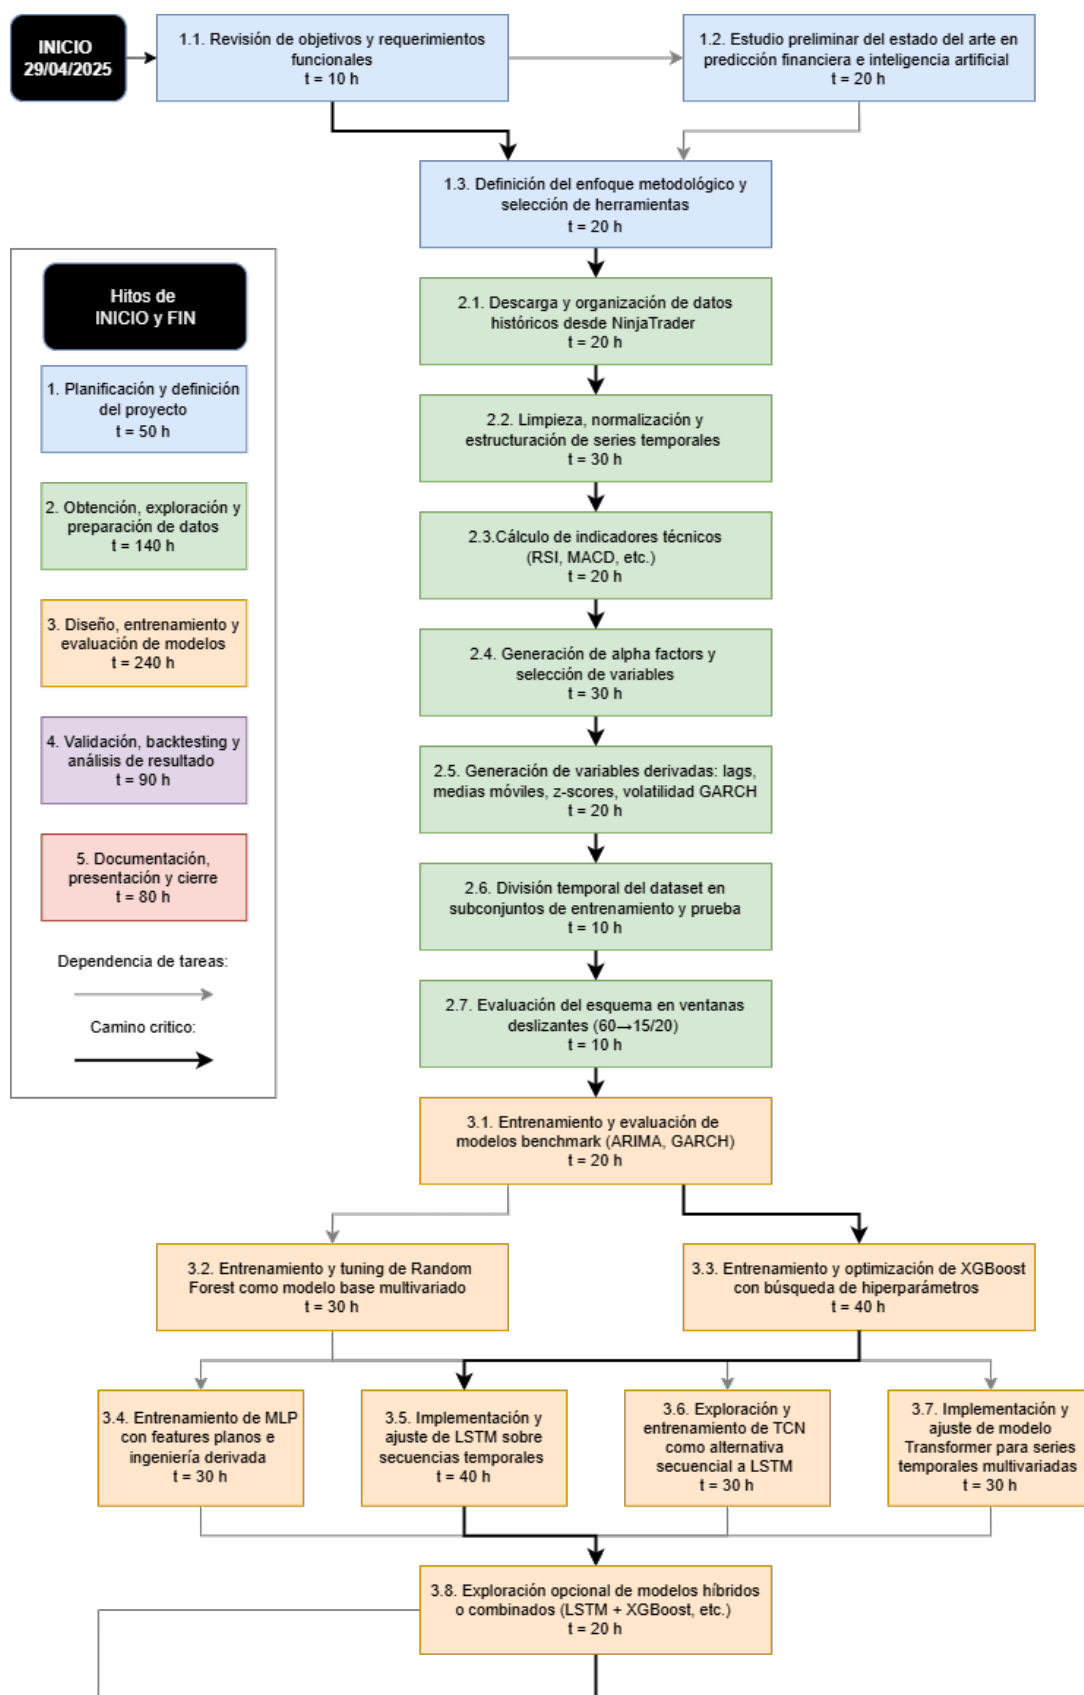 INICIO
29/04/2025
1.1. Revisión de objetivos y requerimientos
funcionales
t = 10 h
1.2. Estudio preliminar del estado del arte en
predicción financiera e inteligencia artificial
t = 20 h
1.3. Definición del enfoque metodológico y
selección de herramientas
t = 20 h
Hitos de
INICIO y FIN
1. Planificación y definición
del proyecto
t = 50 h
2. Obtención, exploración y
preparación de datos
t = 140 h
3. Diseño, entrenamiento y
evaluación de modelos
t = 240 h
4. Validación, backtesting y
análisis de resultado
t = 90 h
5. Documentación,
presentación y cierre
t = 80 h
Dependencia de tareas:
Camino critico:
2.1. Descarga y organización de datos
históricos desde NinjaTrader
t = 20 h
2.2. Limpieza, normalización y
estructuración de series temporales
t = 30 h
2.3.Cálculo de indicadores técnicos
(RSI, MACD, etc.)
t = 20 h
2.4. Generación de alpha factors y
selección de variables
t = 30 h
2.5. Generación de variables derivadas: lags,
medias móviles, z-scores, volatilidad GARCH
t = 20 h
2.6. División temporal del dataset en
subconjuntos de entrenamiento y prueba
t = 10 h
2.7. Evaluación del esquema en ventanas
deslizantes (60→15/20)
t = 10 h
3.1. Entrenamiento y evaluación de
modelos benchmark (ARIMA, GARCH)
t = 20 h
3.2. Entrenamiento y tuning de Random
Forest como modelo base multivariado
t = 30 h
3.3. Entrenamiento y optimización de XGBoost
con búsqueda de hiperparámetros
t = 40 h
3.4. Entrenamiento de MLP
con features planos e
ingeniería derivada
t = 30 h
3.5. Implementación y
ajuste de LSTM sobre
secuencias temporales
t = 40 h
3.6. Exploración y
entrenamiento de TCN
como alternativa
secuencial a LSTM
t = 30 h
3.7. Implementación y
ajuste de modelo
Transformer para series
temporales multivariadas
t = 30 h
3.8. Exploración opcional de modelos híbridos
o combinados (LSTM + XGBoost, etc.)
t = 20 h